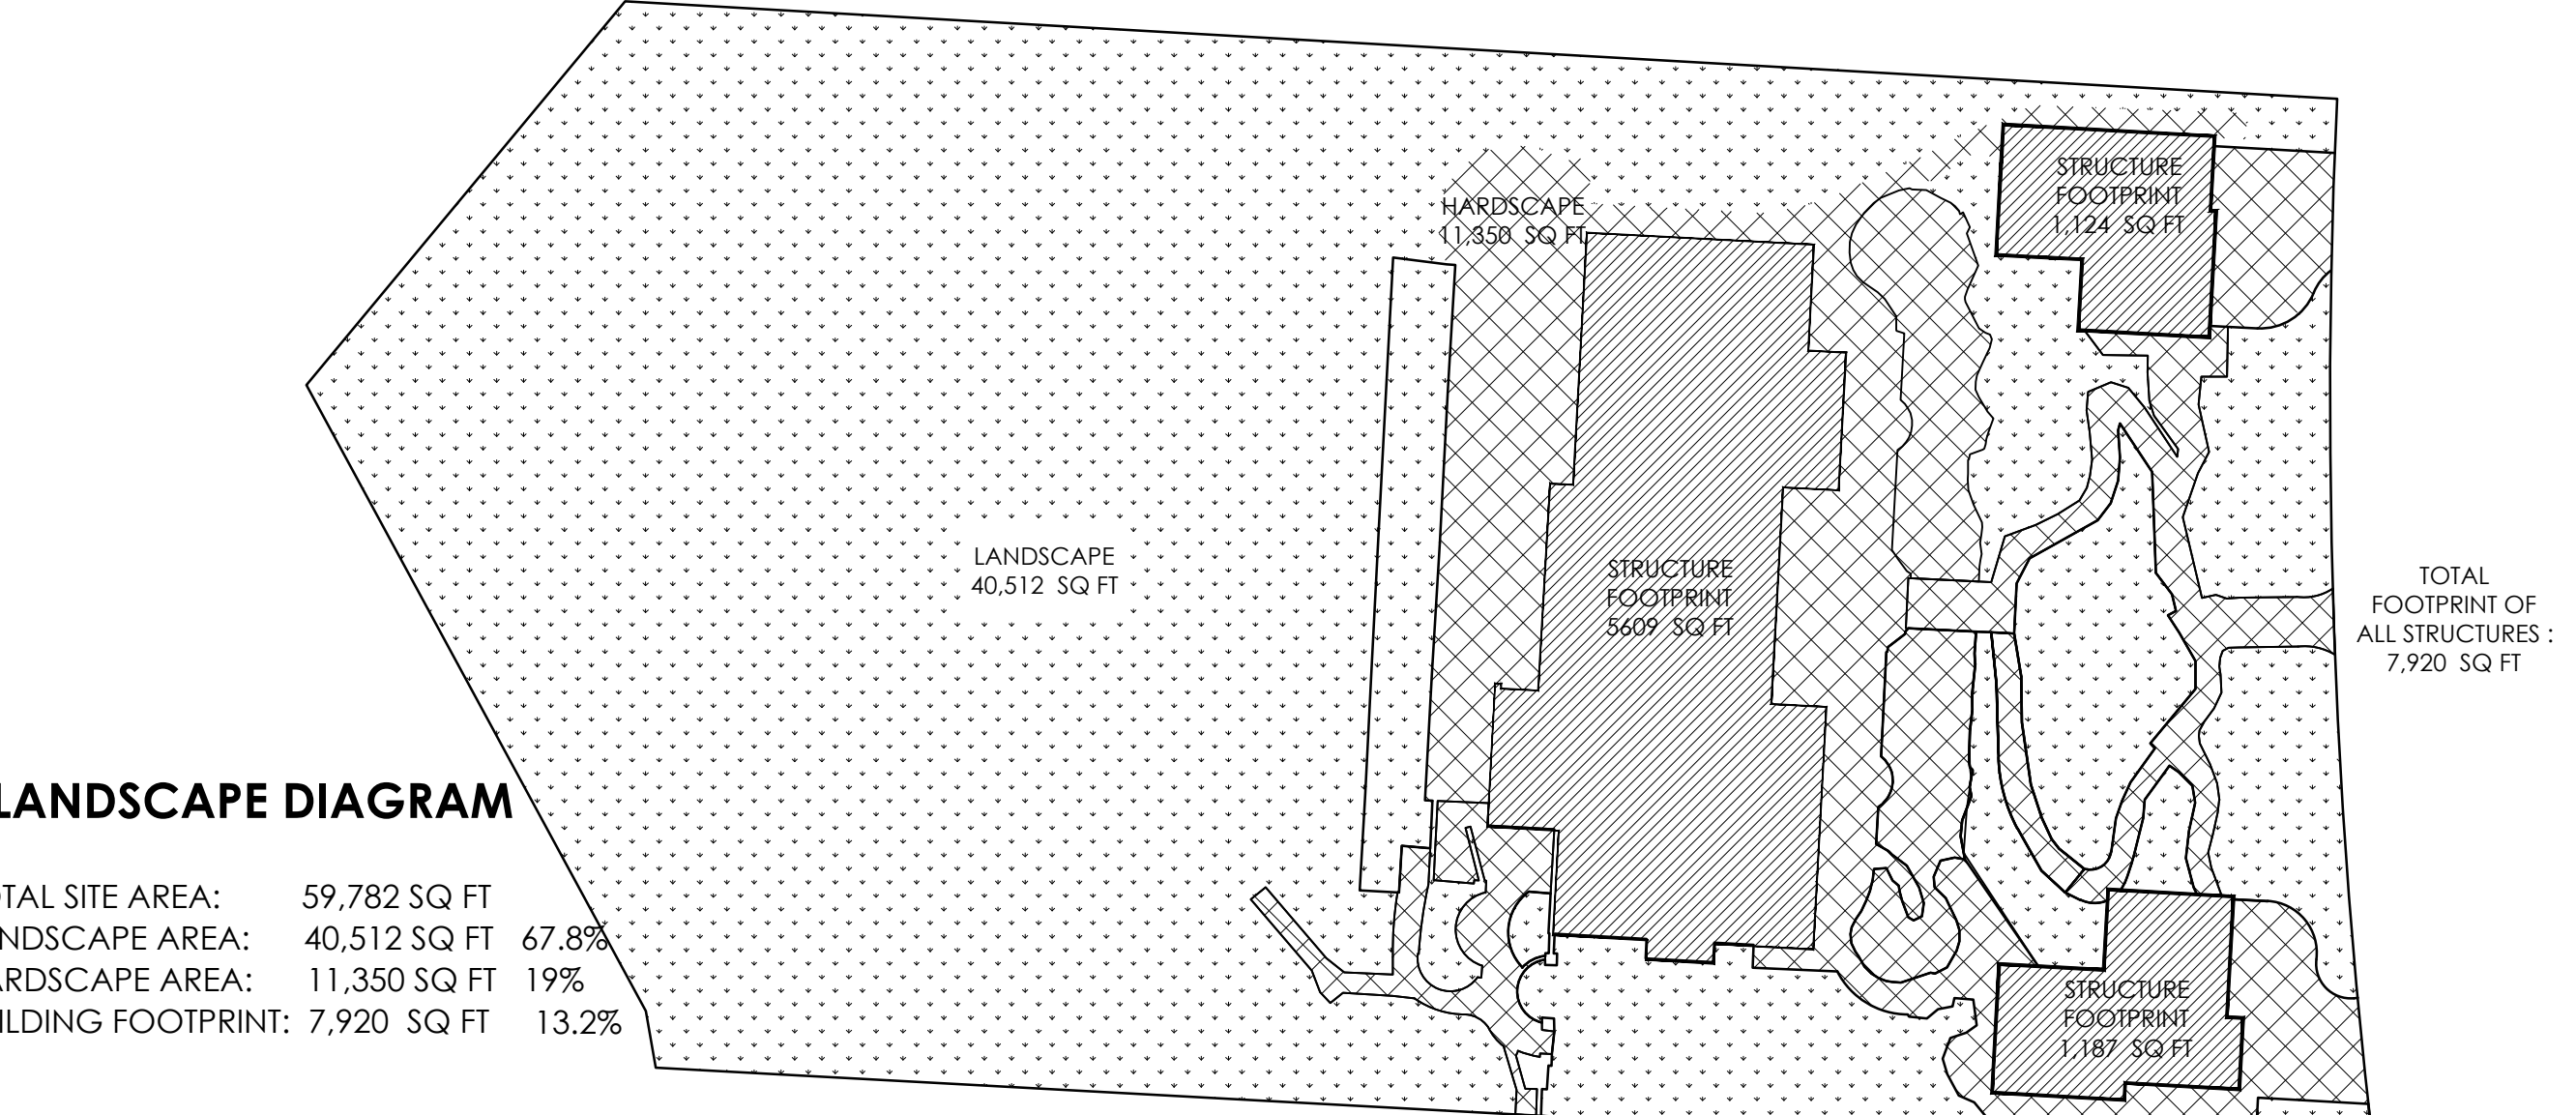 STRUCTURE
FOOTPRINT
1,124 SQ FT
HARDSCAPE
11,350 SQ FT
LANDSCAPE
40,512 SQ FT
STRUCTURE
FOOTPRINT
5609 SQ FT
TOTAL
FOOTPRINT OF
ALL STRUCTURES :
7,920 SQ FT
LANDSCAPE DIAGRAM
OTAL SITE AREA: 59,782 SQ FT
NDSCAPE AREA: 40,512 SQ FT 67.8%
ARDSCAPE AREA: 11,350 SQ FT 19%
ILDING FOOTPRINT: 7,920 SQ FT 13.2%
STRUCTURE
FOOTPRINT
1,187 SQ FT